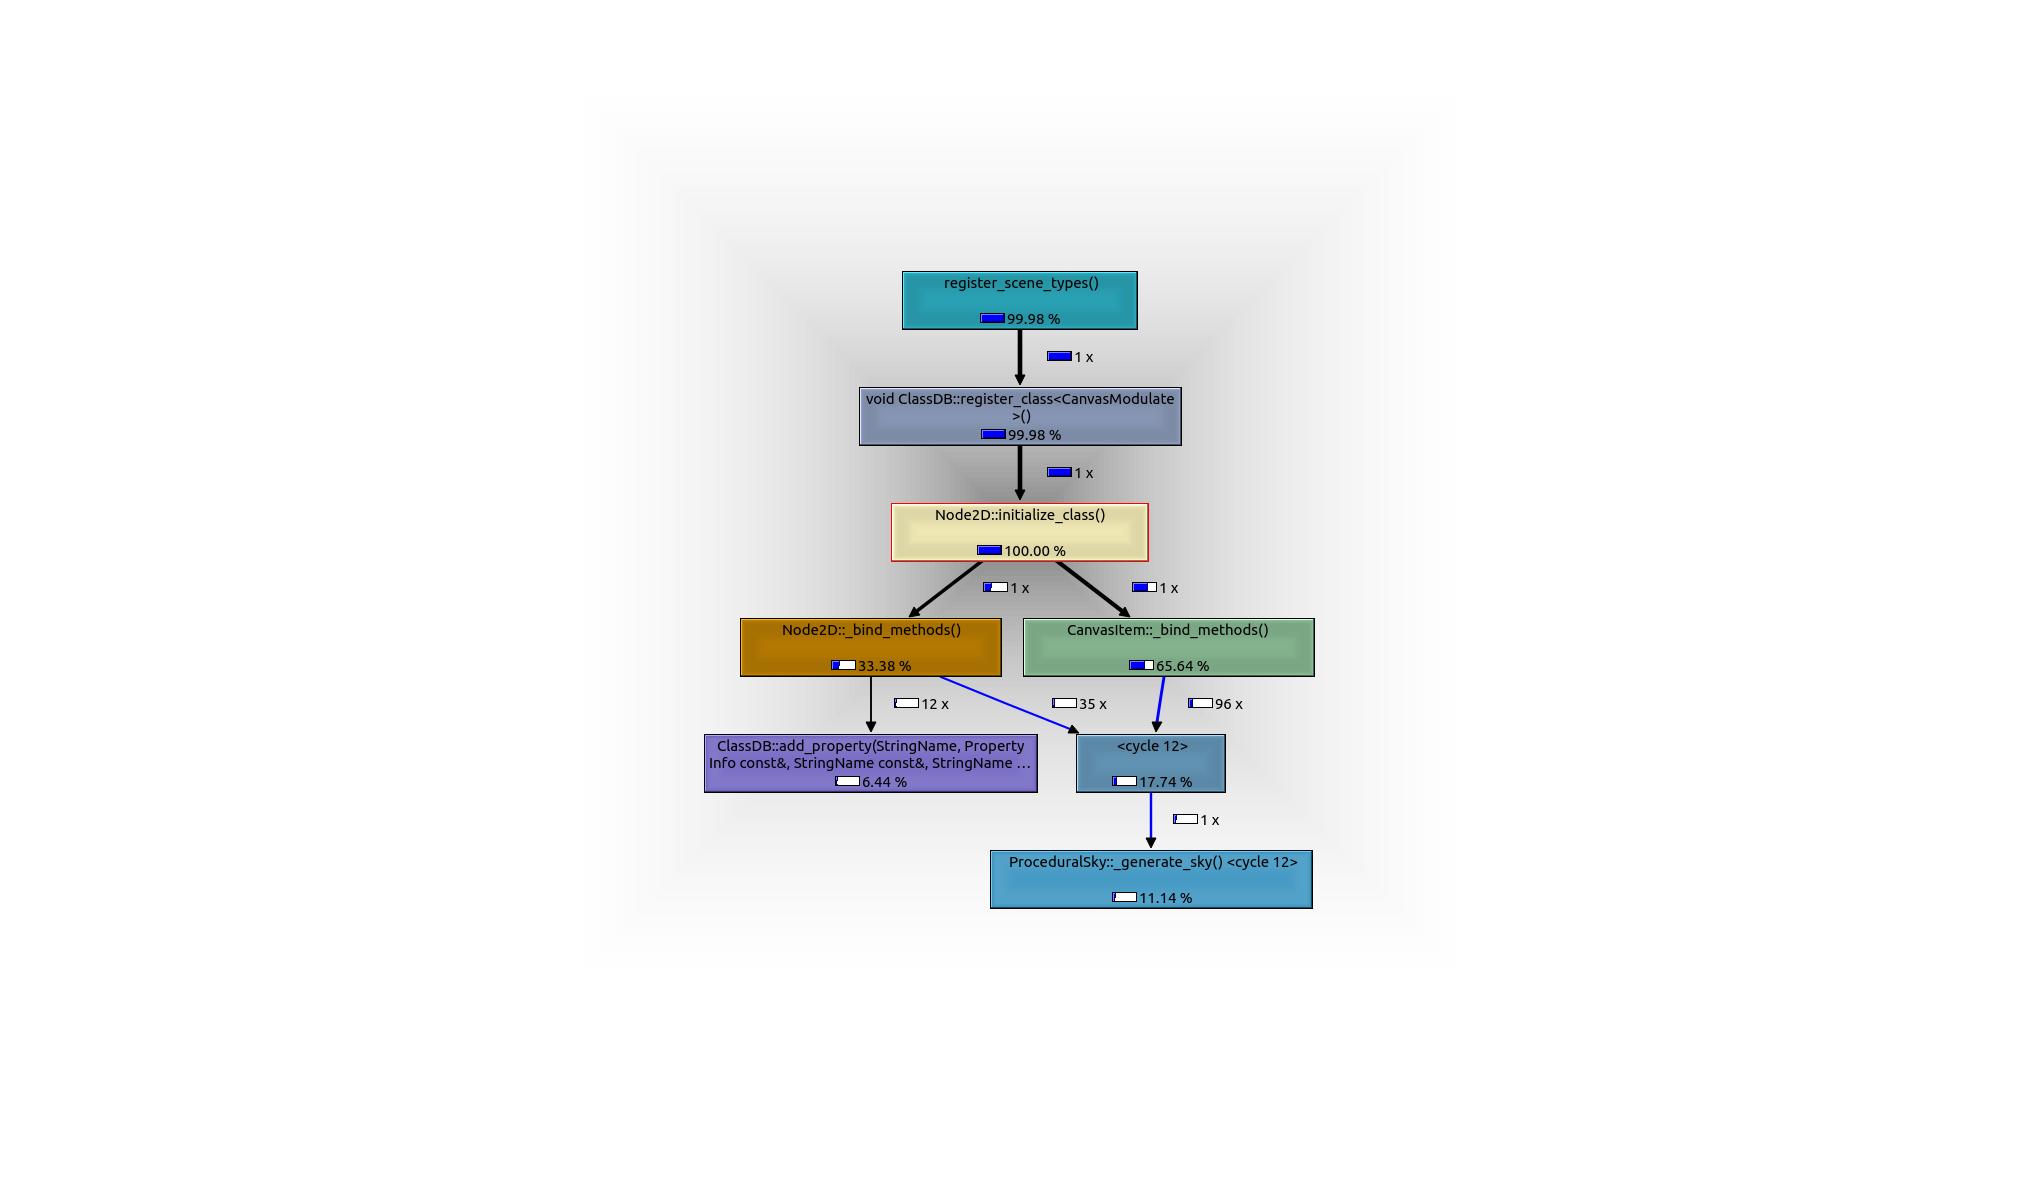 register_scene_types()
99.98 %
1 x
void ClassDB::register_class<CanvasModulate
>()
99.98 %
1 x
Node2D::initialize_class()
100.00 %
1 x
1 x
Node2D::_bind_methods()
33.38 %
CanvasItem::_bind_methods()
65.64 %
12 x
35 x
96 x
ClassDB::add_property(StringName, Property
Info const&, StringName const&, StringName ...
6.44 %
<cycle 12>
17.74 %
1 x
ProceduralSky::_generate_sky() <cycle 12>
11.14 %